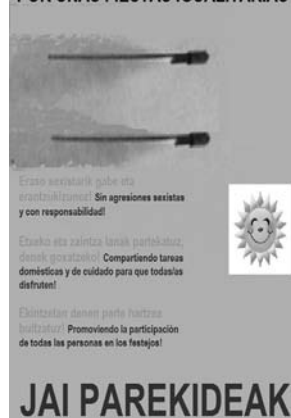 POR UNAS FIESTAS IGUALITARIAS
Eraso sexistarik gabe eta
erantzukizunez! Sin agresiones sexistas
y con responsabilidad!
Etxeko eta zaintza lanak partekatuz,
denok gozatzeko! Compartiendo tareas
domésticas y de cuidado para que todas/as
disfruten!
Ekintzetan denen parte hartzea
bultzatuz! Promoviendo la participación
de todas las personas en los festejos!
JAI PAREKIDEAK